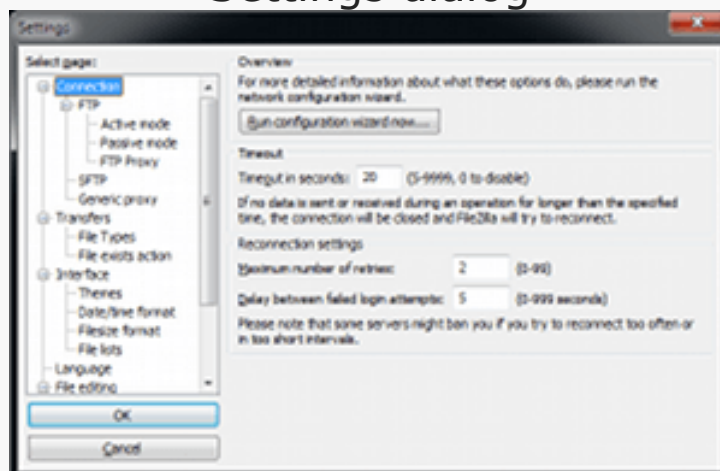 Settings dialog
Settings
Select page:
Connection
FTP
Active mode
Passive mode
FTP Proxy
SFTP
Generic proxy
Transfers
File Types
File exists action
Interface
Themes
Date/time format
Filesize format
File lists
Language
File editing
OK
Cancel
Overview
For more detailed information about what these options do, please run the
network configuration wizard.
Run configuration wizard now....
Timeout
Timeout in seconds: 20 (5-9999, 0 to disable)
If no data is sent or received during an operation for longer than the specified
time, the connection will be closed and FileZilla will try to reconnect.
Reconnection settings
Maximum number of retries: 2 (0-99)
Delay between failed login attempts: 5 (0-999 seconds)
Please note that some servers might ban you if you try to reconnect too often or
in too short intervals.